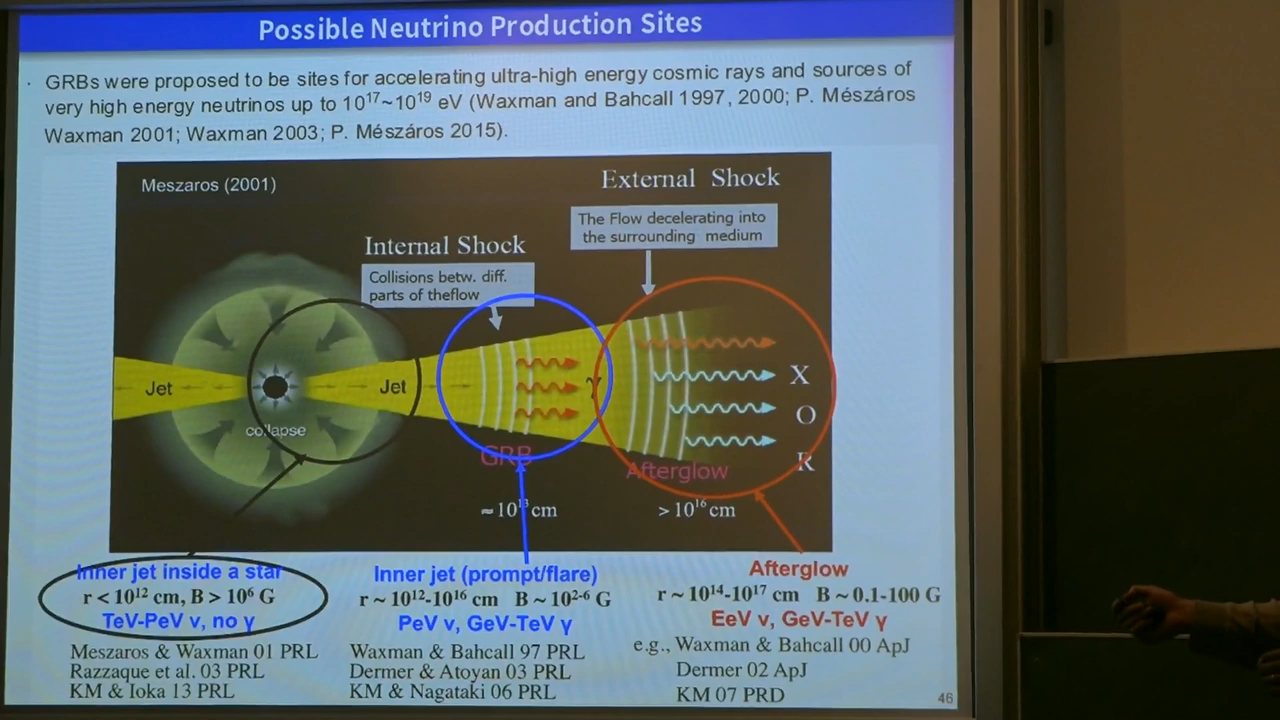 Possible Neutrino Production Sites
· GRBs were proposed to be sites for accelerating ultra-high energy cosmic rays and sources of
very high energy neutrinos up to 10¹⁷~10¹⁹ eV (Waxman and Bahcall 1997, 2000; P. Mészáros
Waxman 2001; Waxman 2003; P. Mészáros 2015).
Meszaros (2001)
External Shock
The Flow decelerating into
the surrounding medium
Internal Shock
Collisions betw. diff.
parts of theflow
Jet
Jet
collapse
γ
X
O
R
GRB
Afterglow
≈10¹³ cm
>10¹⁶ cm
Inner jet inside a star
r < 10¹² cm, B > 10⁶ G
TeV-PeV ν, no γ
Meszaros & Waxman 01 PRL
Razzaque et al. 03 PRL
KM & Ioka 13 PRL
Inner jet (prompt/flare)
r ~ 10¹²-10¹⁶ cm B ~ 10²⁻⁶ G
PeV ν, GeV-TeV γ
Waxman & Bahcall 97 PRL
Dermer & Atoyan 03 PRL
KM & Nagataki 06 PRL
Afterglow
r ~ 10¹⁴-10¹⁷ cm B ~ 0.1-100 G
EeV ν, GeV-TeV γ
e.g., Waxman & Bahcall 00 ApJ
Dermer 02 ApJ
KM 07 PRD
46